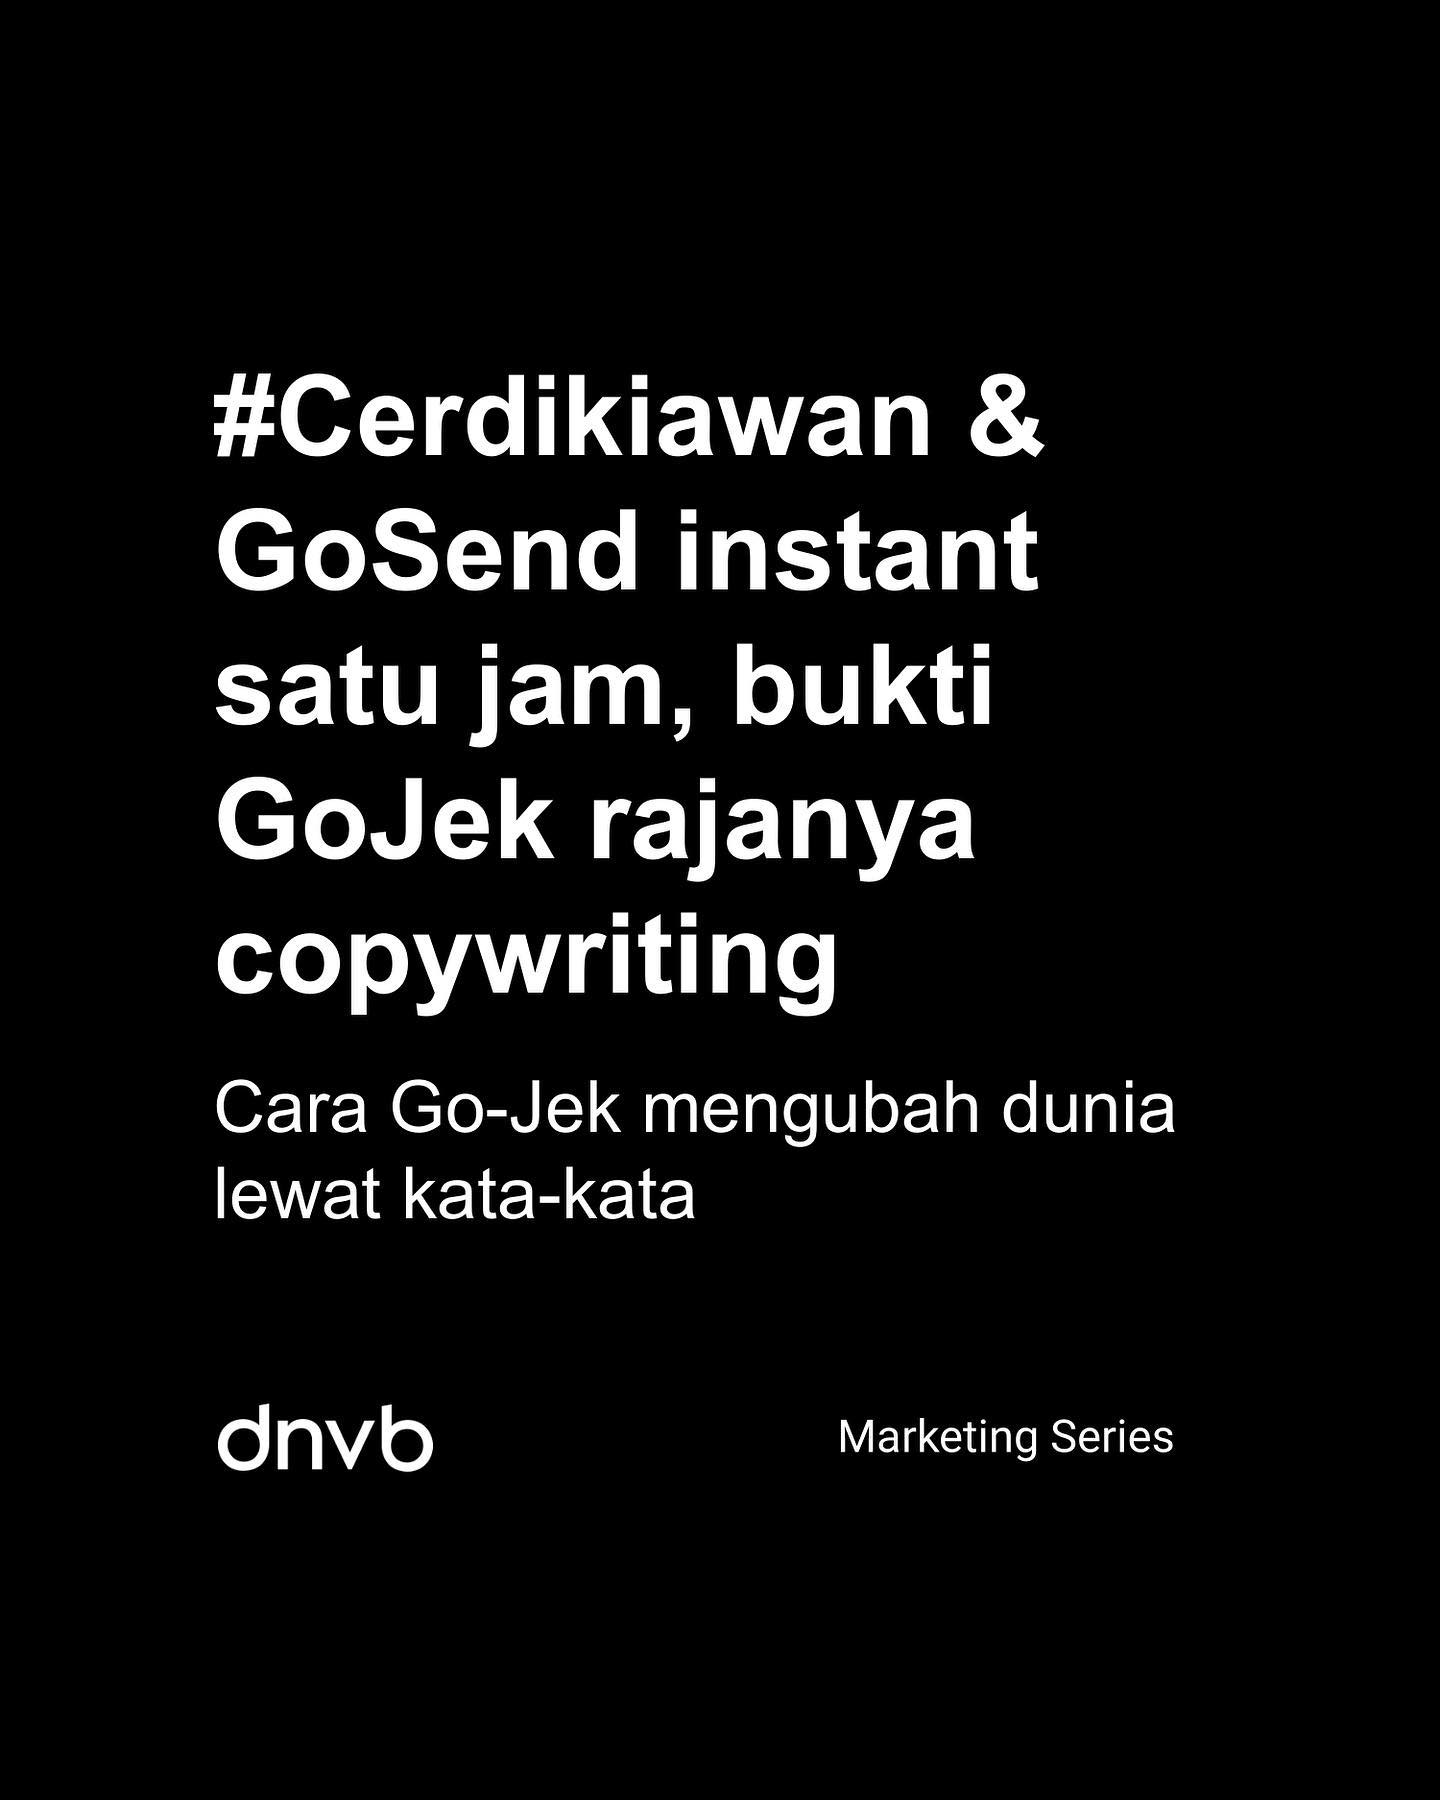 #Cerdikiawan &
GoSend instant
satu jam, bukti
GoJek rajanya
copywriting
Cara Go-Jek mengubah dunia
lewat kata-kata
dnvb
Marketing Series